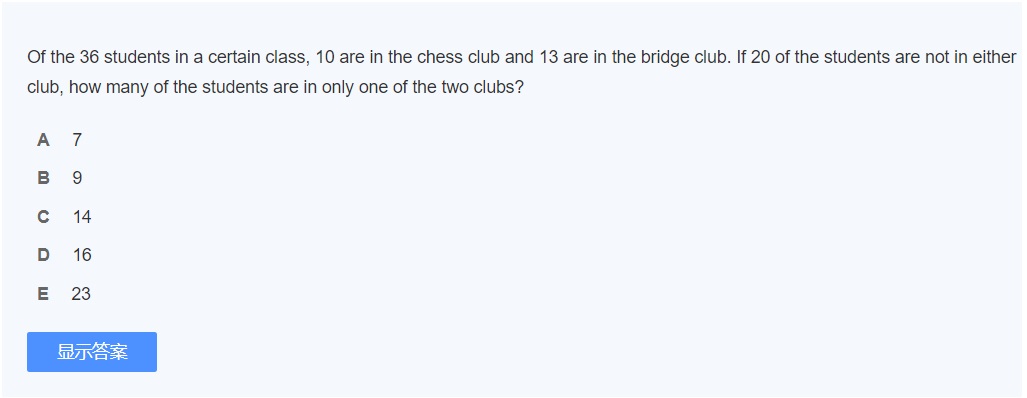 Of the 36 students in a certain class, 10 are in the chess club and 13 are in the bridge club. If 20 of the students are not in either
club, how many of the students are in only one of the two clubs?
A 7
B 9
C 14
D 16
E 23
显示答案